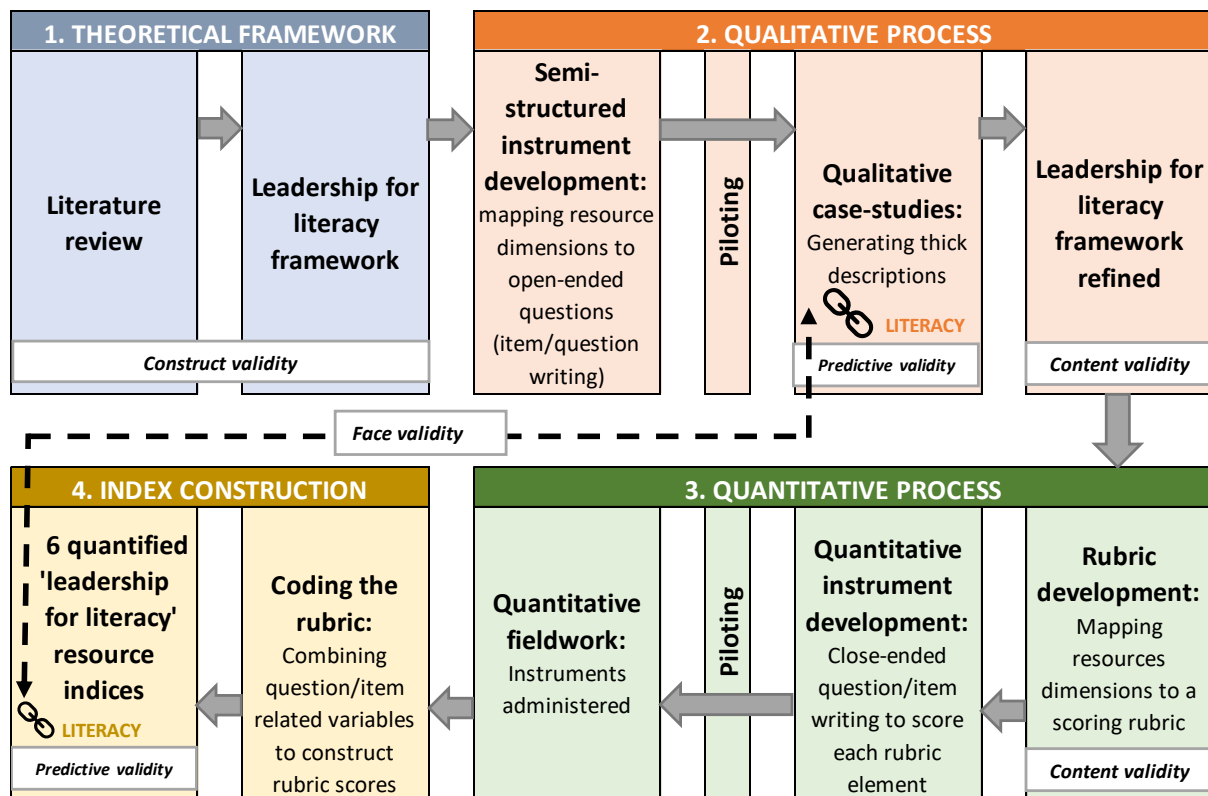 1. THEORETICAL FRAMEWORK
Literature
review
Leadership for
literacy
framework
Construct validity
2. QUALITATIVE PROCESS
Semi-
structured
instrument
development:
mapping resource
dimensions to
open-ended
questions
(item/question
writing)
Piloting
Qualitative
case-studies:
Generating thick
descriptions
LITERACY
Predictive validity
Leadership for
literacy
framework
refined
Content validity
Face validity
3. QUANTITATIVE PROCESS
Rubric
development:
Mapping
resources
dimensions to a
scoring rubric
Content validity
Quantitative
instrument
development:
Close-ended
question/item
writing to score
each rubric
element
Piloting
Quantitative
fieldwork:
Instruments
administered
4. INDEX CONSTRUCTION
Coding the
rubric:
Combining
question/item
related variables
to construct
rubric scores
6 quantified
'leadership
for literacy'
resource
indices
LITERACY
Predictive validity